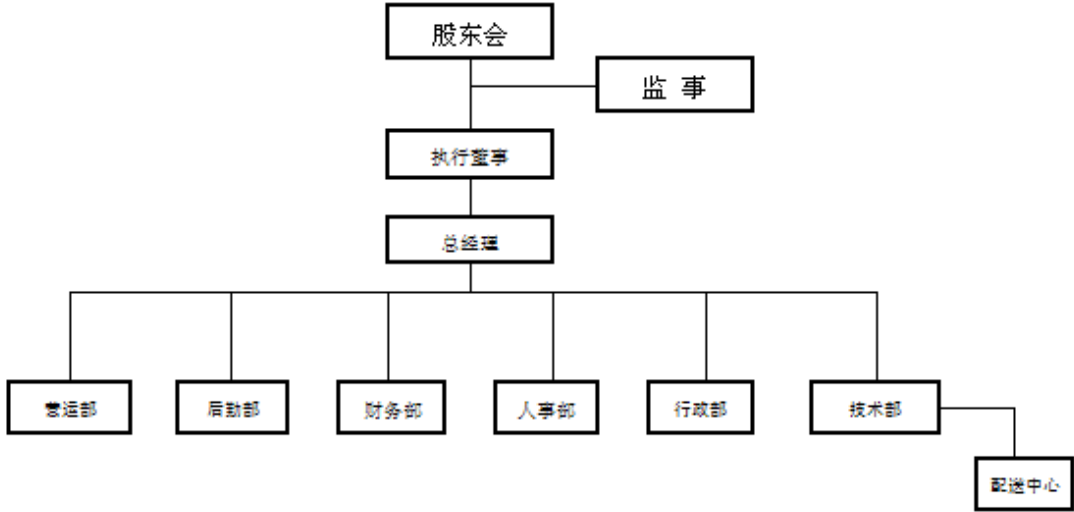 股东会
监 事
执行董事
总经理
营运部
后勤部
财务部
人事部
行政部
技术部
配送中心